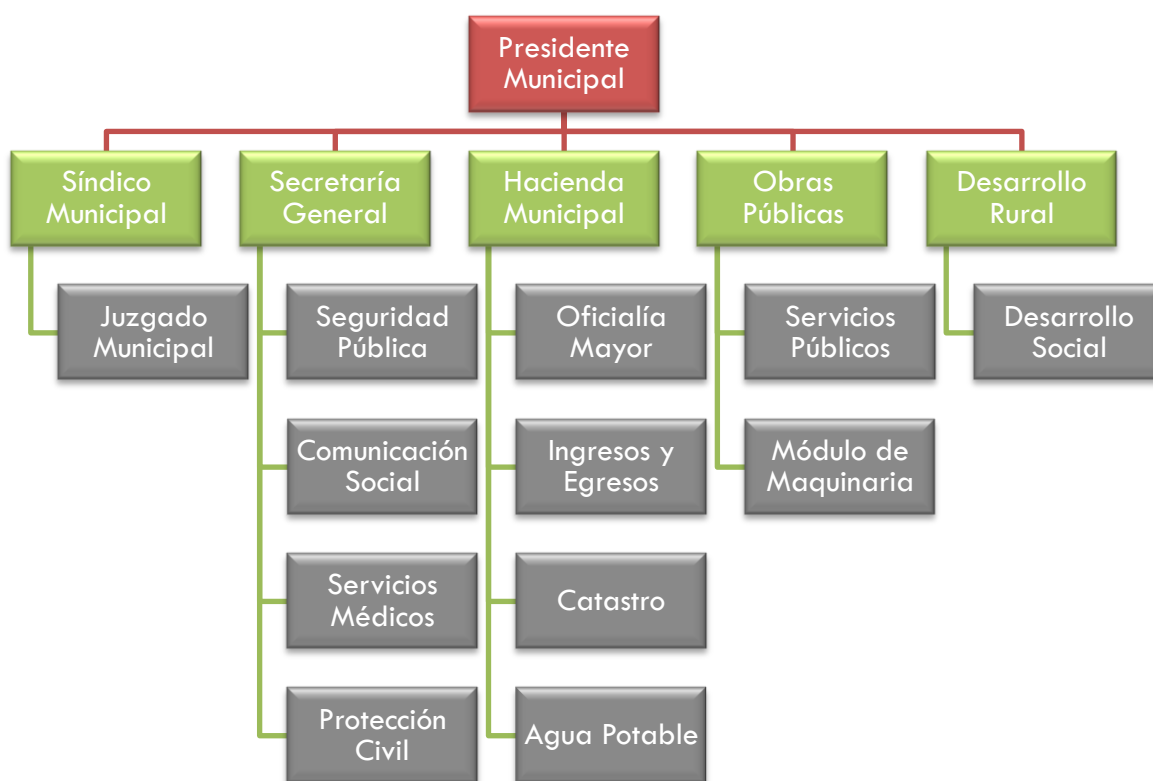 Presidente
Municipal
Síndico
Municipal
Secretaría
General
Hacienda
Municipal
Obras
Públicas
Desarrollo
Rural
Juzgado
Municipal
Seguridad
Pública
Oficialía
Mayor
Servicios
Públicos
Desarrollo
Social
Comunicación
Social
Ingresos y
Egresos
Módulo de
Maquinaria
Servicios
Médicos
Catastro
Protección
Civil
Agua Potable